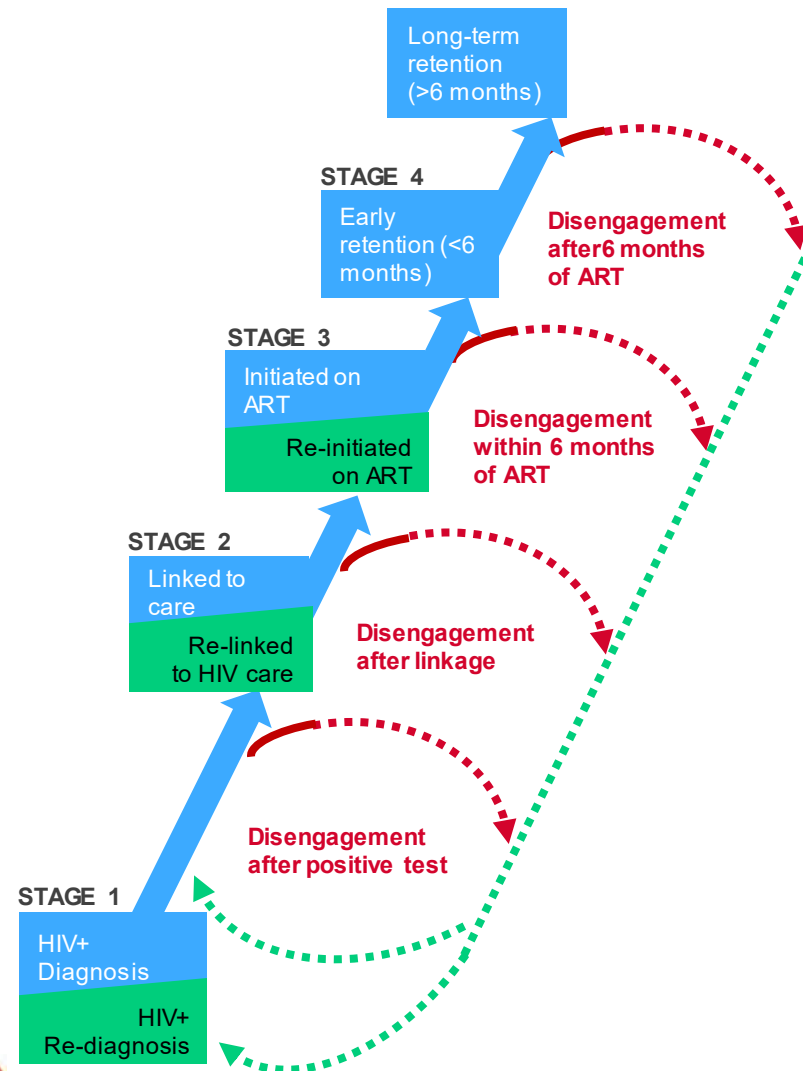 Long-term
retention
(>6 months)
STAGE 4
Early
retention (<6
months)
Disengagement
after6 months
of ART
STAGE 3
Initiated on
ART
Re-initiated
on ART
Disengagement
within 6 months
of ART
STAGE 2
Linked to
care
Re-linked
to HIV care
Disengagement
after linkage
Disengagement
after positive test
STAGE 1
HIV+
Diagnosis
HIV+
Re-diagnosis